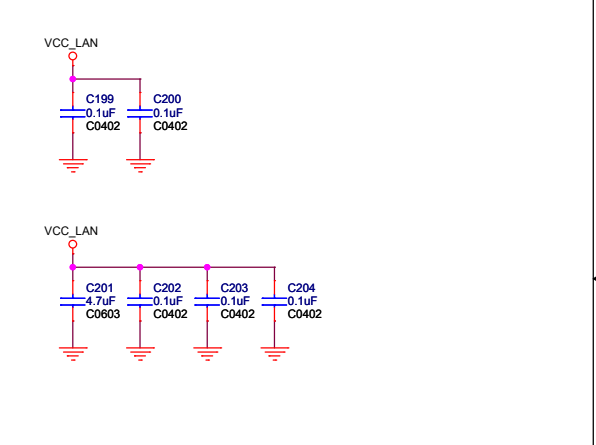 VCC_LAN
C199
0.1uF
C0402
C200
0.1uF
C0402
VCC_LAN
C201
4.7uF
C0603
C202
0.1uF
C0402
C203
0.1uF
C0402
C204
0.1uF
C0402